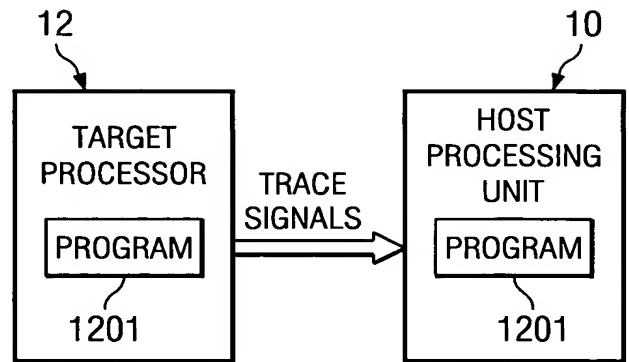 12
10
TARGET
PROCESSOR
PROGRAM
1201
TRACE
SIGNALS
HOST
PROCESSING
UNIT
PROGRAM
1201